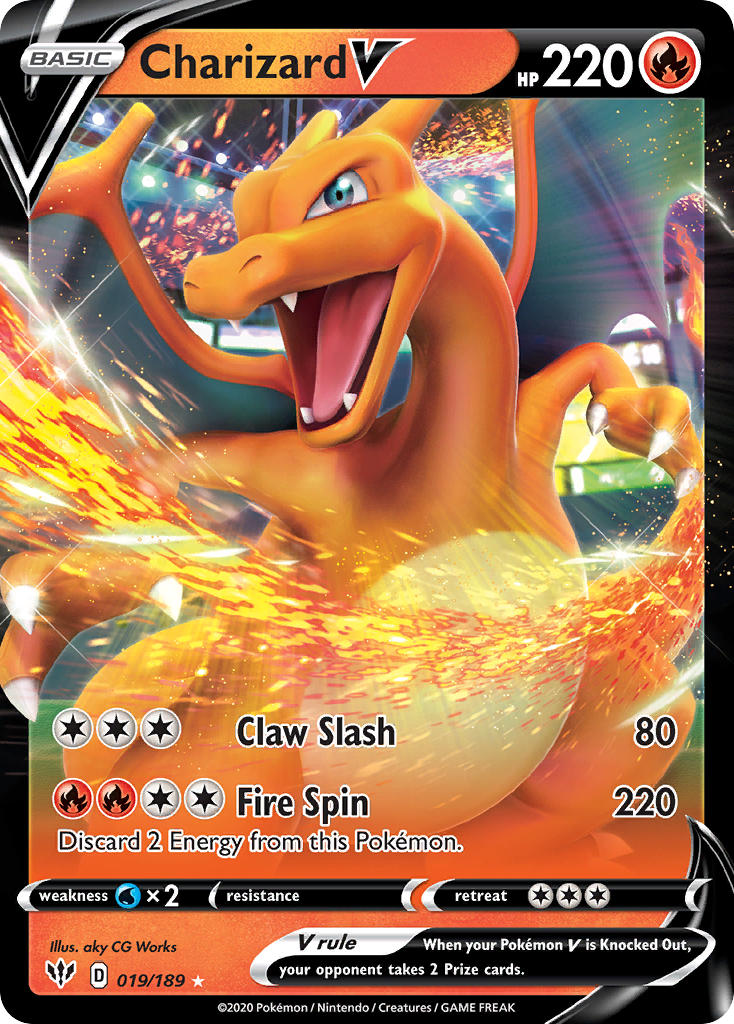 BASIC
Charizard V
HP 220
Claw Slash 80
Fire Spin 220
Discard 2 Energy from this Pokémon.
weakness ×2 resistance retreat
Illus. aky CG Works
V rule When your Pokémon V is Knocked Out,
your opponent takes 2 Prize cards.
D 019/189
©2020 Pokémon / Nintendo / Creatures / GAME FREAK